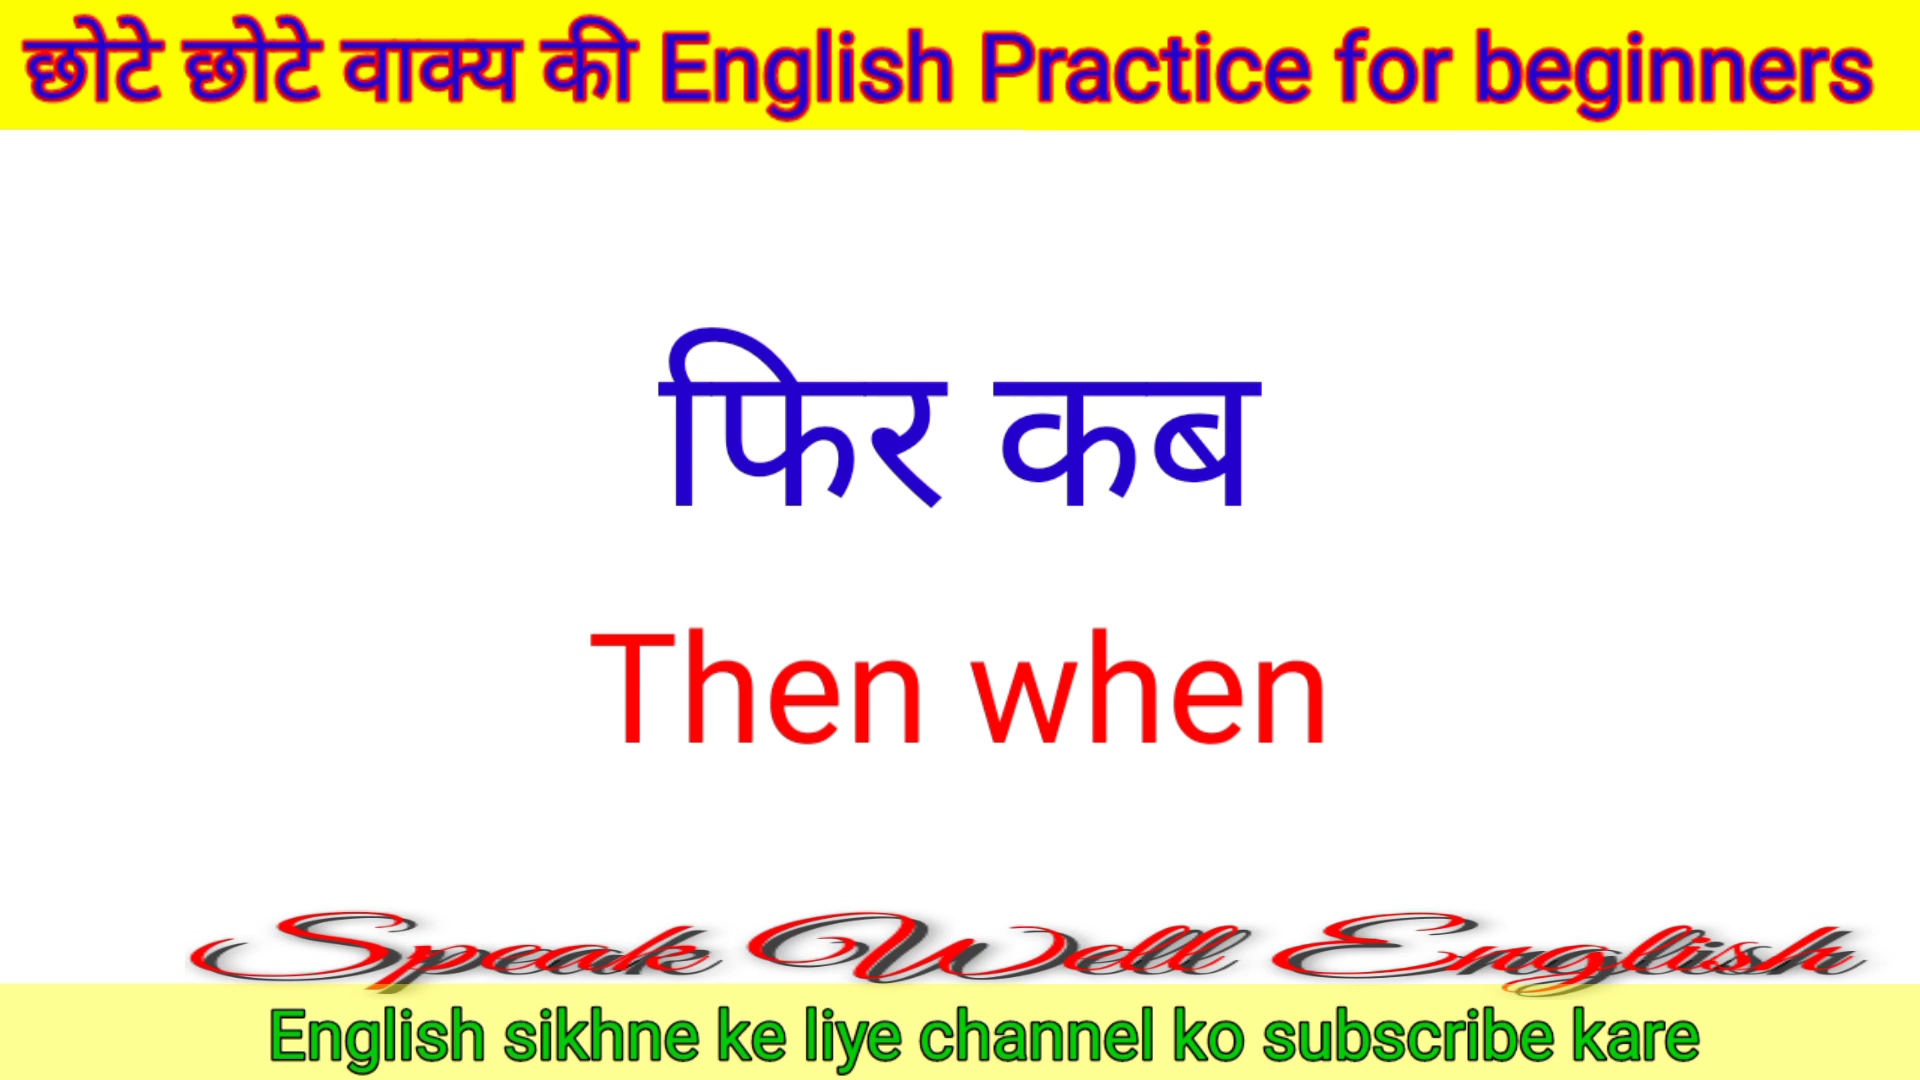 छोटे छोटे वाक्य की English Practice for beginners
फिर कब
Then when
Speak Well English
English sikhne ke liye channel ko subscribe kare